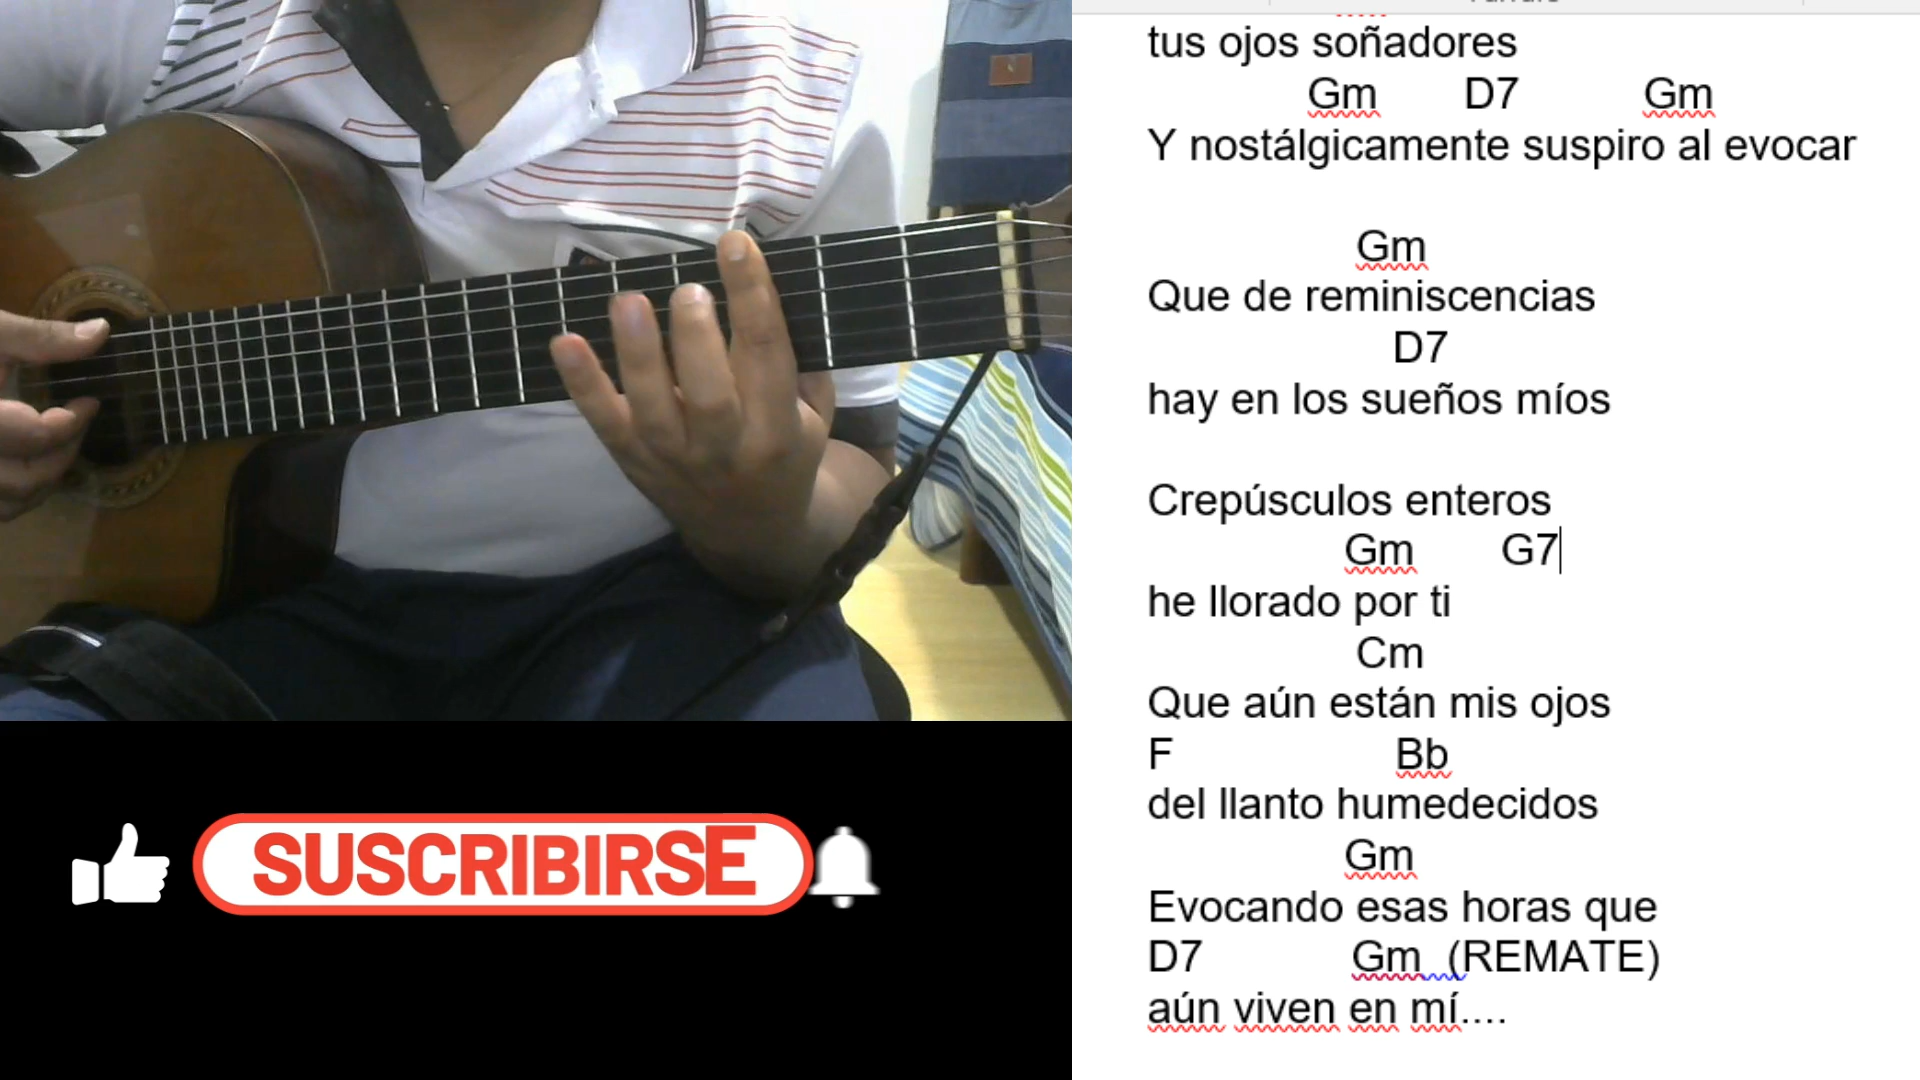 tus ojos soñadores
Gm D7 Gm
Y nostálgicamente suspiro al evocar
Gm
Que de reminiscencias
D7
hay en los sueños míos
Crepúsculos enteros
Gm G7
he llorado por ti
Cm
Que aún están mis ojos
F Bb
del llanto humedecidos
Gm
Evocando esas horas que
D7 Gm (REMATE)
aún viven en mí....
SUSCRIBIRSE